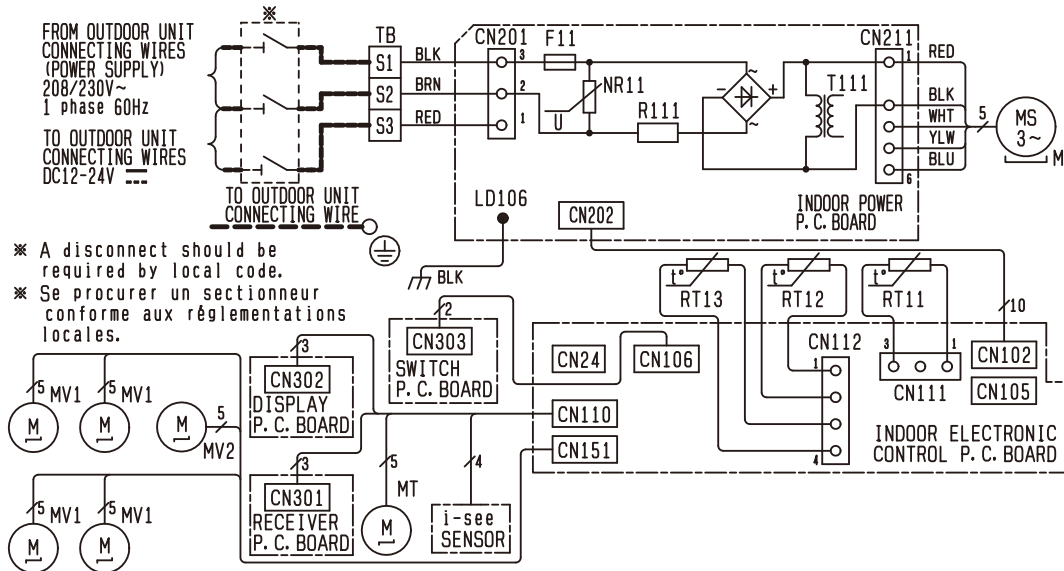 ※
FROM OUTDOOR UNIT
CONNECTING WIRES
(POWER SUPPLY)
208/230V~
1 phase 60Hz
TO OUTDOOR UNIT
CONNECTING WIRES
DC12-24V
TB
S1
S2
S3
BLK
BRN
RED
CN201
3
2
1
F11
NR11
U
R111
~
-
+
~
T111
CN211
1
6
RED
BLK
WHT
YLW
BLU
5
MS
3~
M
TO OUTDOOR UNIT
CONNECTING WIRE
LD106
CN202
INDOOR POWER
P.C.BOARD
BLK
※ A disconnect should be
required by local code.
※ Se procurer un sectionneur
conforme aux réglementations
locales.
t°
RT13
t°
RT12
t°
RT11
10
2
CN303
SWITCH
P.C.BOARD
3
CN302
DISPLAY
P.C.BOARD
CN24
CN106
CN110
CN151
CN112
1
4
3
1
CN111
CN102
CN105
INDOOR ELECTRONIC
CONTROL P.C.BOARD
5
MV1
M
5
MV1
M
M
5
MV2
3
CN301
RECEIVER
P.C.BOARD
5
MT
M
4
i-see
SENSOR
5
MV1
M
5
MV1
M